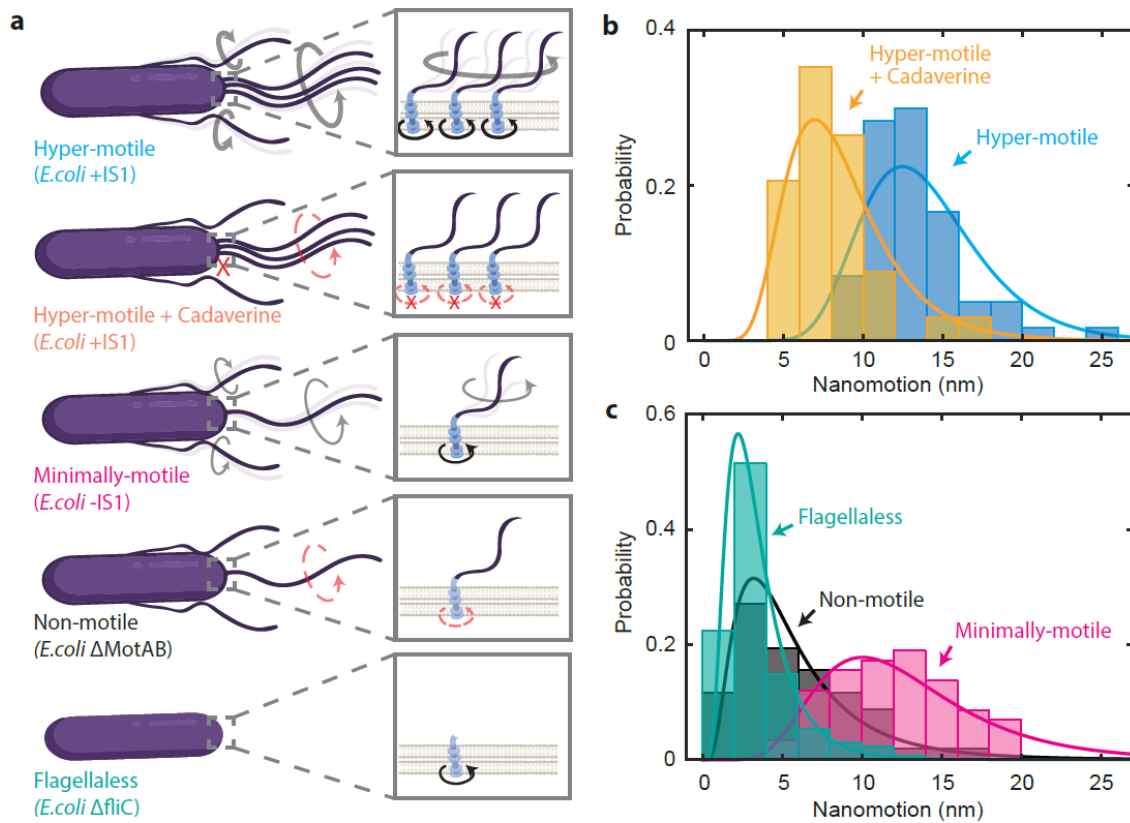 a
Hyper-motile
(E.coli +IS1)
X
X X X
Hyper-motile + Cadaverine
(E.coli +IS1)
Minimally-motile
(E.coli -IS1)
Non-motile
(E.coli ΔMotAB)
Flagellaless
(E.coli ΔfliC)
b
0.4
0.2
0
Probability
Hyper-motile
+ Cadaverine
Hyper-motile
0 5 10 15 20 25
Nanomotion (nm)
c
0.6
0.4
0.2
0
Probability
Flagellaless
Non-motile
Minimally-motile
0 5 10 15 20 25
Nanomotion (nm)